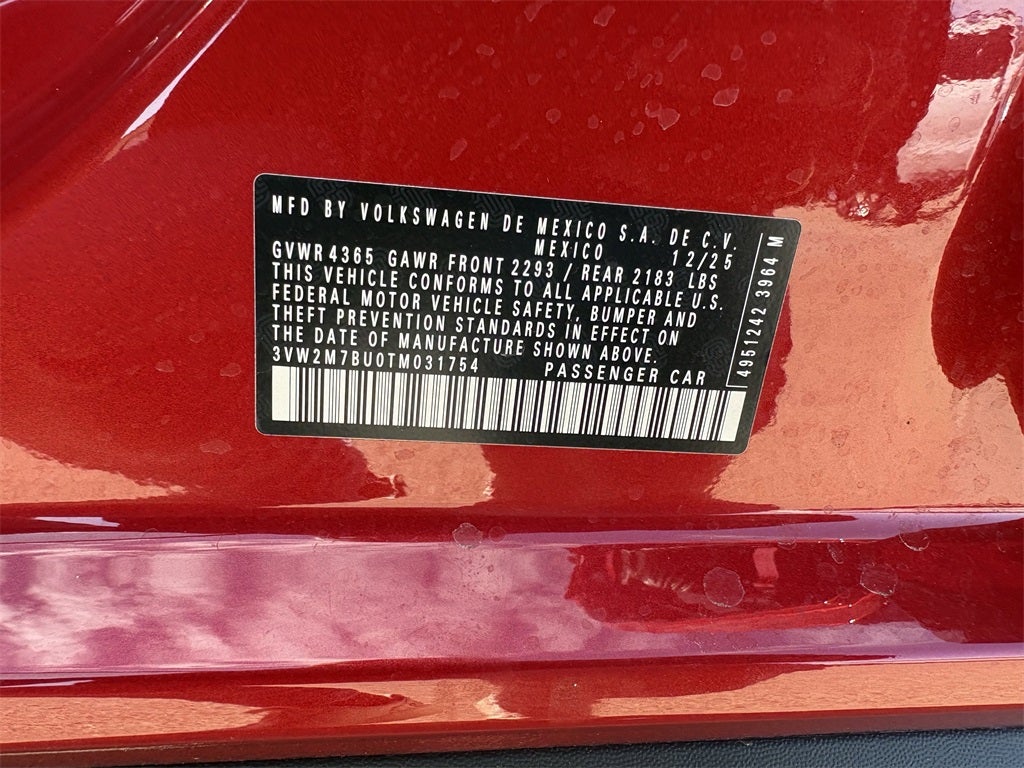 MFD BY VOLKSWAGEN DE MEXICO S.A. DE C.V.
MEXICO 12/25
GVWR 4365 GAWR FRONT 2293 / REAR 2183 LBS
THIS VEHICLE CONFORMS TO ALL APPLICABLE U.S.
FEDERAL MOTOR VEHICLE SAFETY, BUMPER AND
THEFT PREVENTION STANDARDS IN EFFECT ON
THE DATE OF MANUFACTURE SHOWN ABOVE.
3VW2M7BU0TM031754 PASSENGER CAR
4951242 3964 M